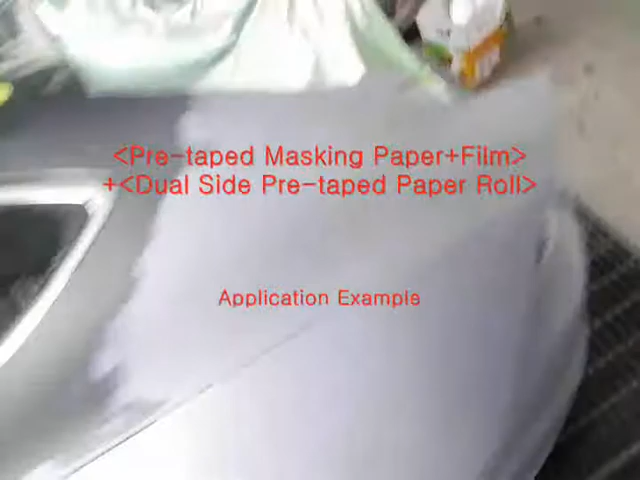 <Pre-taped Masking Paper+Film>
+<Dual Side Pre-taped Paper Roll>
Application Example